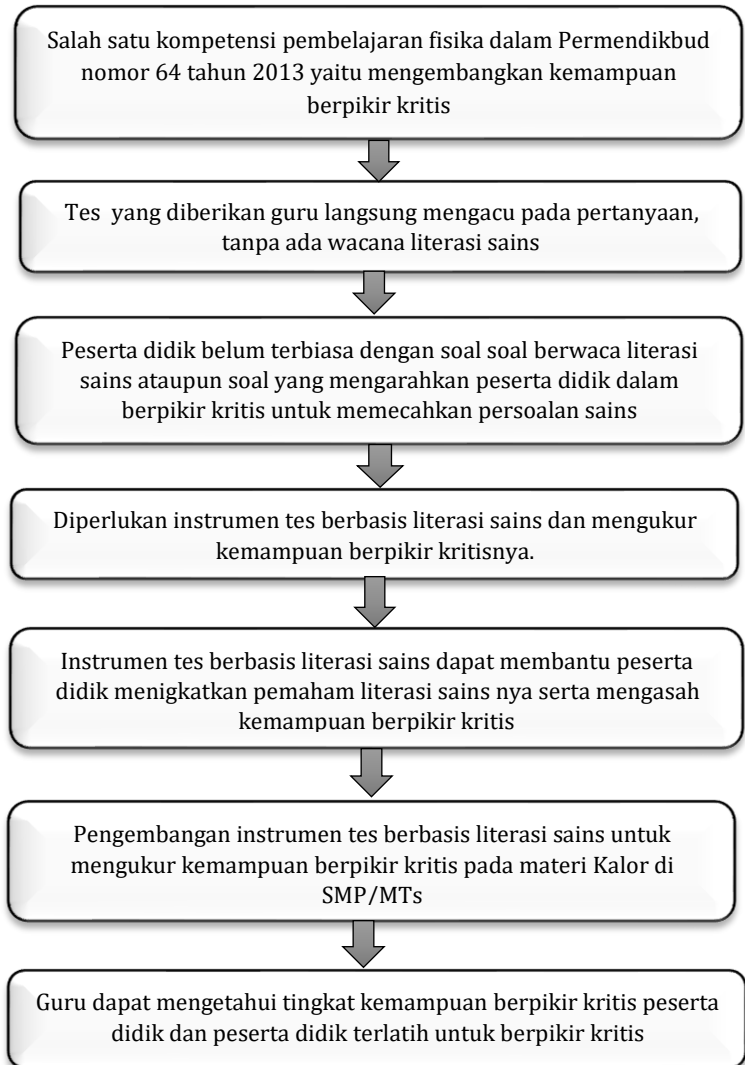 Salah satu kompetensi pembelajaran fisika dalam Permendikbud
nomor 64 tahun 2013 yaitu mengembangkan kemampuan
berpikir kritis
Tes yang diberikan guru langsung mengacu pada pertanyaan,
tanpa ada wacana literasi sains
Peserta didik belum terbiasa dengan soal soal berwaca literasi
sains ataupun soal yang mengarahkan peserta didik dalam
berpikir kritis untuk memecahkan persoalan sains
Diperlukan instrumen tes berbasis literasi sains dan mengukur
kemampuan berpikir kritisnya.
Instrumen tes berbasis literasi sains dapat membantu peserta
didik menigkatkan pemaham literasi sains nya serta mengasah
kemampuan berpikir kritis
Pengembangan instrumen tes berbasis literasi sains untuk
mengukur kemampuan berpikir kritis pada materi Kalor di
SMP/MTs
Guru dapat mengetahui tingkat kemampuan berpikir kritis peserta
didik dan peserta didik terlatih untuk berpikir kritis